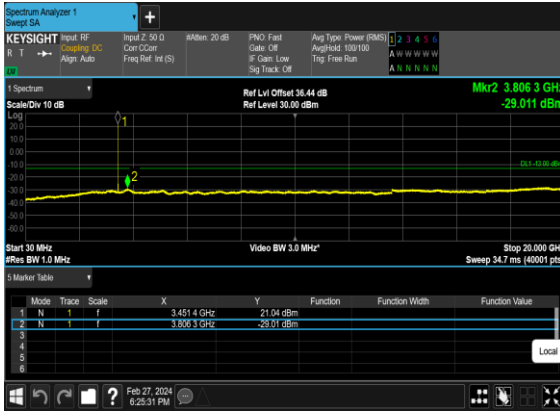 Spectrum Analyzer 1
Swept SA
+
KEYSIGHT Input: RF Input Z: 50 Ω #Atten: 20 dB PNO: Fast Avg Type: Power (RMS) 1 2 3 4 5 6
R T Coupling: DC Corr CCorr Gate: Off Avg|Hold: 100/100 A W W W W W
Align: Auto Freq Ref: Int (S) IF Gain: Low Trig: Free Run
Sig Track: Off A N N N N N
1 Spectrum Ref Lvl Offset 36.44 dB Mkr2 3.806 3 GHz
Scale/Div 10 dB Ref Level 30.00 dBm -29.011 dBm
Log
20.0
10.0
0.00
-10.0
-20.0
-30.0
-40.0
-50.0
-60.0
1
2
DL1 -13.00 dBm
Start 30 MHz Video BW 3.0 MHz* Stop 20.000 GHz
#Res BW 1.0 MHz Sweep 34.7 ms (40001 pts)
5 Marker Table
Mode Trace Scale X Y Function Function Width Function Value
1 N 1 f 3.451 4 GHz 21.04 dBm
2 N 1 f 3.806 3 GHz -29.01 dBm
3
4
5
6
Local
? Feb 27, 2024
6:25:31 PM